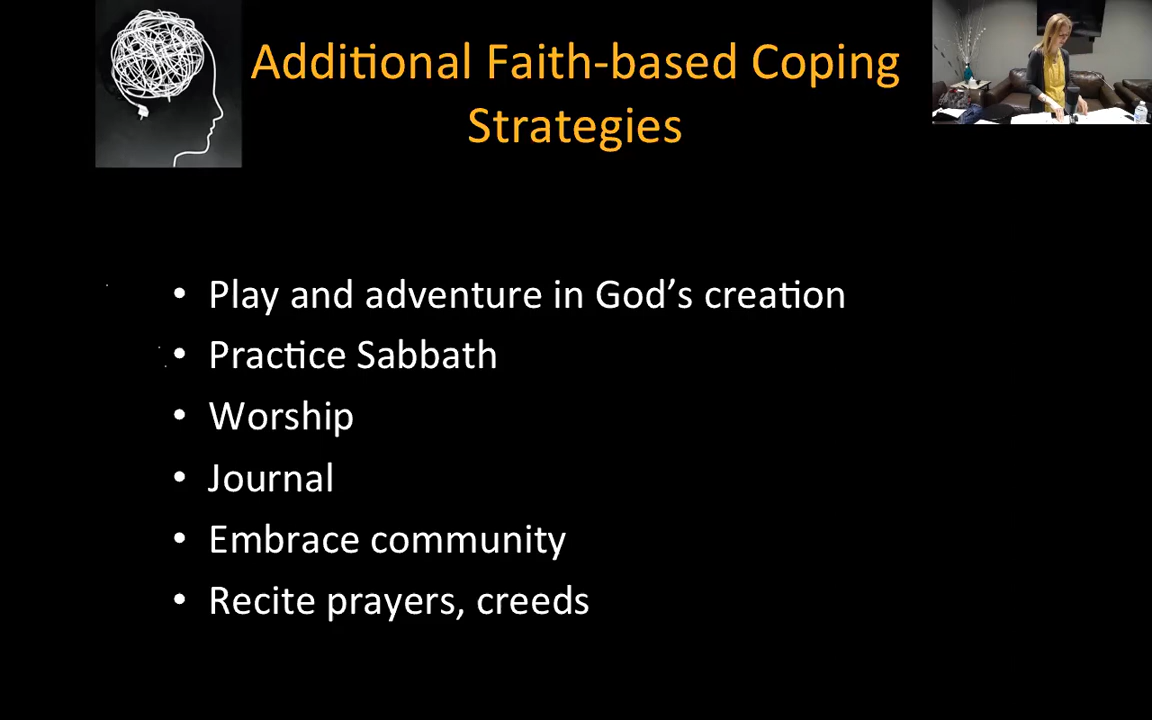 Additional Faith-based Coping
Strategies
• Play and adventure in God’s creation
• Practice Sabbath
• Worship
• Journal
• Embrace community
• Recite prayers, creeds